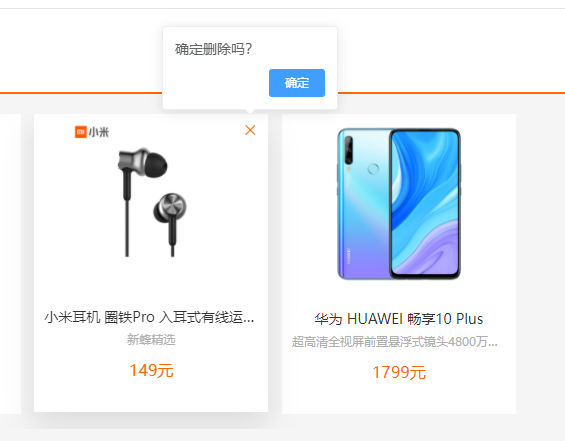 确定删除吗？
确定
小米
小米耳机 圈铁Pro 入耳式有线运...
新蜂精选
149元
HUAWEI
华为 HUAWEI 畅享10 Plus
超高清全视屏前置悬浮式镜头4800万...
1799元